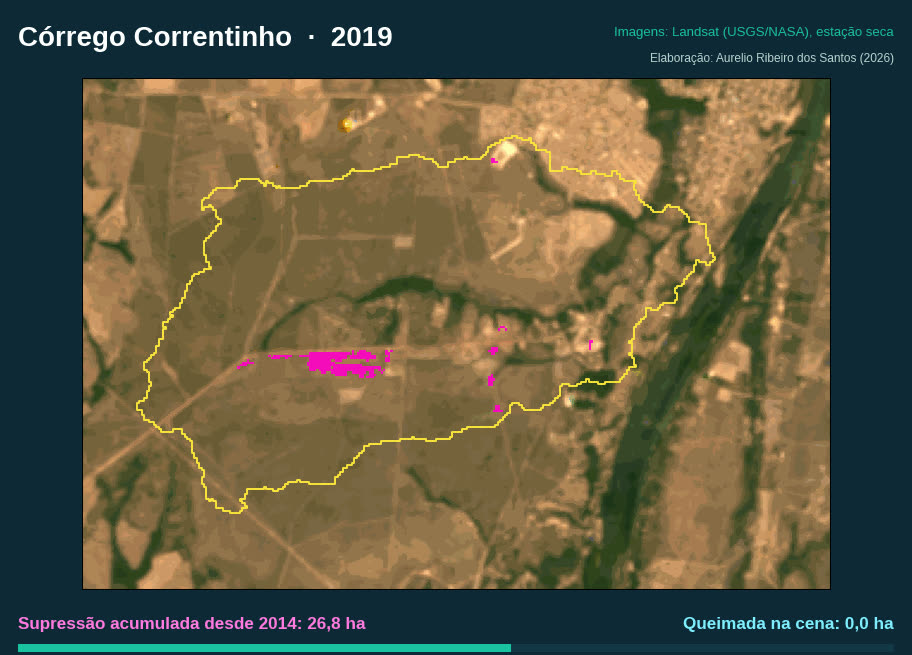 Córrego Correntinho · 2019
Imagens: Landsat (USGS/NASA), estação seca
Elaboração: Aurelio Ribeiro dos Santos (2026)
Supressão acumulada desde 2014: 26,8 ha
Queimada na cena: 0,0 ha